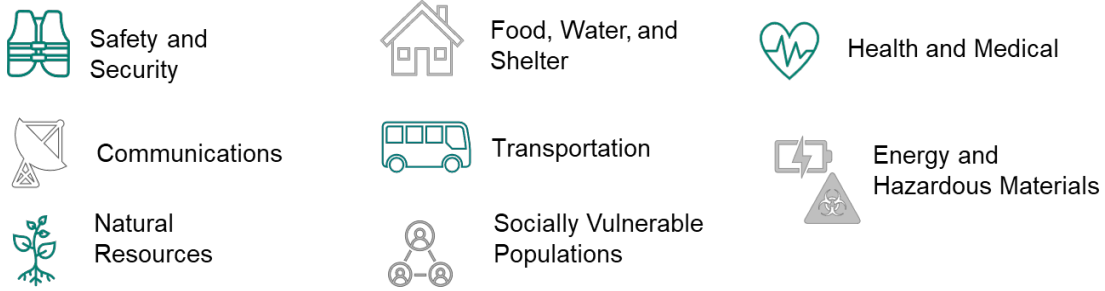 Safety and
Security
Food, Water, and
Shelter
Health and Medical
Communications
Transportation
Energy and
Hazardous Materials
Natural
Resources
Socially Vulnerable
Populations